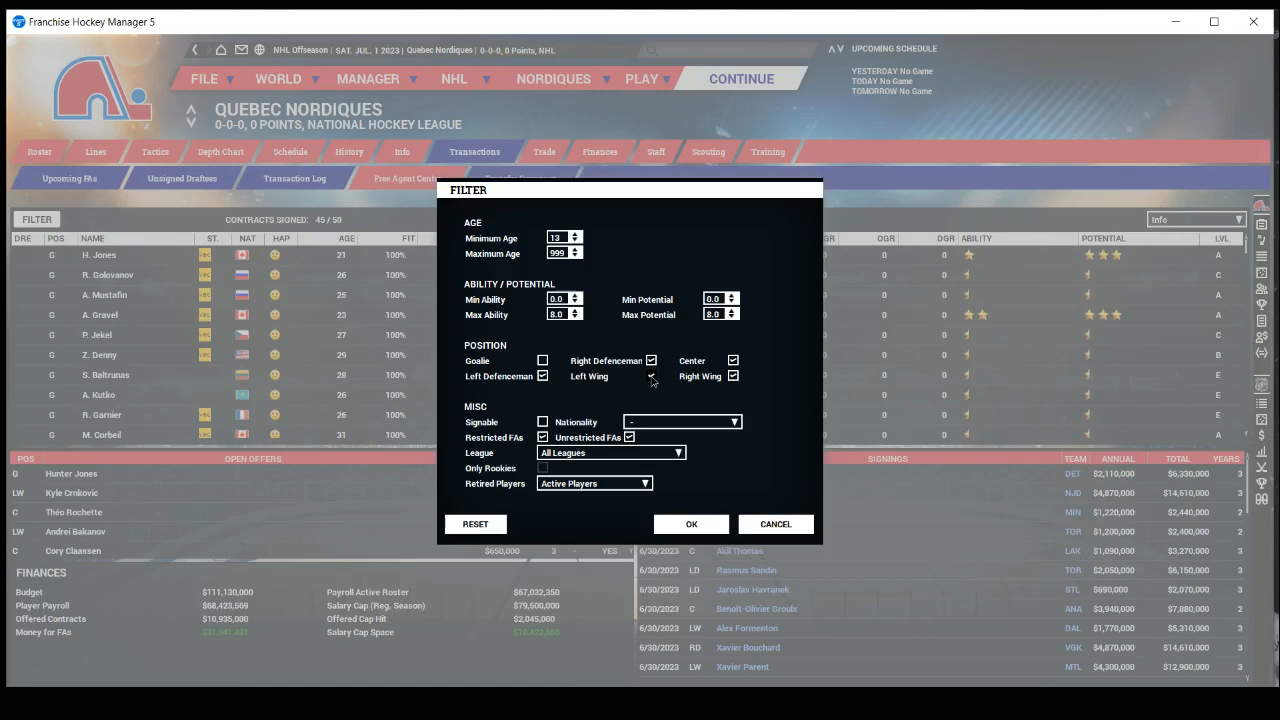 Franchise Hockey Manager 5
NHL Offseason | SAT. JUL. 1 2023 | Quebec Nordiques | 0-0-0, 0 Points, NHL
UPCOMING SCHEDULE
YESTERDAY No Game
TODAY No Game
TOMORROW No Game
FILE WORLD MANAGER NHL NORDIQUES PLAY CONTINUE
QUEBEC NORDIQUES
0-0-0, 0 POINTS, NATIONAL HOCKEY LEAGUE
Roster Lines Tactics Depth Chart Schedule History Info Transactions Trade Finances Staff Scouting Training
Upcoming FAs Unsigned Draftees Transaction Log Free Agent
FILTER CONTRACTS SIGNED: 45 / 50 Info
DRE POS NAME ST. NAT HAP AGE FIT GR OGR DGR ABILITY POTENTIAL LVL
G H. Jones 21 100% 0 0 0 A
G R. Golovanov 26 100% 0 0 0 C
G A. Mustafin 25 100% 0 0 0 A
G A. Gravel 23 100% 0 0 0 A
G P. Jekel 27 100% 0 0 0 C
G Z. Denny 29 100% 0 0 0 B
G S. Baltrunas 28 100% 0 0 0 E
G A. Kutko 26 100% 0 0 0 E
G R. Garnier 26 100% 0 0 0 E
G M. Corbeil 31 100% 0 0 0 A
FILTER
AGE
Minimum Age 13
Maximum Age 999
ABILITY / POTENTIAL
Min Ability 0.0 Min Potential 0.0
Max Ability 8.0 Max Potential 8.0
POSITION
Goalie Right Defenceman Center
Left Defenceman Left Wing Right Wing
MISC
Signable Nationality -
Restricted FAs Unrestricted FAs
League All Leagues
Only Rookies
Retired Players Active Players
RESET OK CANCEL
POS OPEN OFFERS SIGNINGS TEAM ANNUAL TOTAL YEARS
G Hunter Jones DET $2,110,000 $6,330,000 3
LW Kyle Crnkovic NJD $4,870,000 $14,610,000 3
C Théo Rochette MIN $1,220,000 $2,440,000 2
LW Andrei Bakanov TOR $1,200,000 $2,400,000 2
C Cory Claassen $650,000 3 - YES 6/30/2023 C Akil Thomas LAK $1,090,000 $3,270,000 3
6/30/2023 LD Rasmus Sandin TOR $2,050,000 $6,150,000 3
6/30/2023 LD Jaroslav Havranek STL $690,000 $2,070,000 3
6/30/2023 C Benoit-Olivier Groulx ANA $3,940,000 $7,880,000 2
6/30/2023 LW Alex Formenton DAL $1,770,000 $5,310,000 3
6/30/2023 RD Xavier Bouchard VGK $4,870,000 $14,610,000 3
6/30/2023 LW Xavier Parent MTL $4,300,000 $12,900,000 3
FINANCES
Budget $111,130,000 Payroll Active Roster $67,032,350
Player Payroll $68,423,569 Salary Cap (Reg. Season) $79,500,000
Offered Contracts $10,935,000 Offered Cap Hit $2,045,000
Money for FAs Salary Cap Space